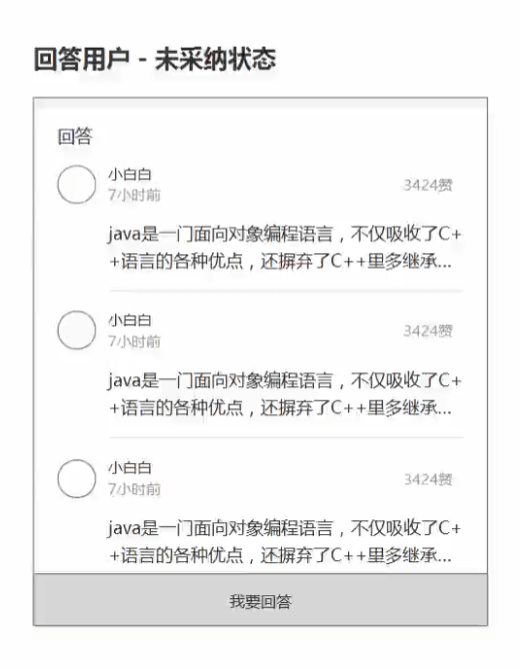 回答用户 - 未采纳状态
回答
小白白
7小时前
3424赞
java是一门面向对象编程语言，不仅吸收了C+
+语言的各种优点，还摒弃了C++里多继承...
小白白
7小时前
3424赞
java是一门面向对象编程语言，不仅吸收了C+
+语言的各种优点，还摒弃了C++里多继承...
小白白
7小时前
3424赞
java是一门面向对象编程语言，不仅吸收了C+
+语言的各种优点，还摒弃了C++里多继承...
我要回答